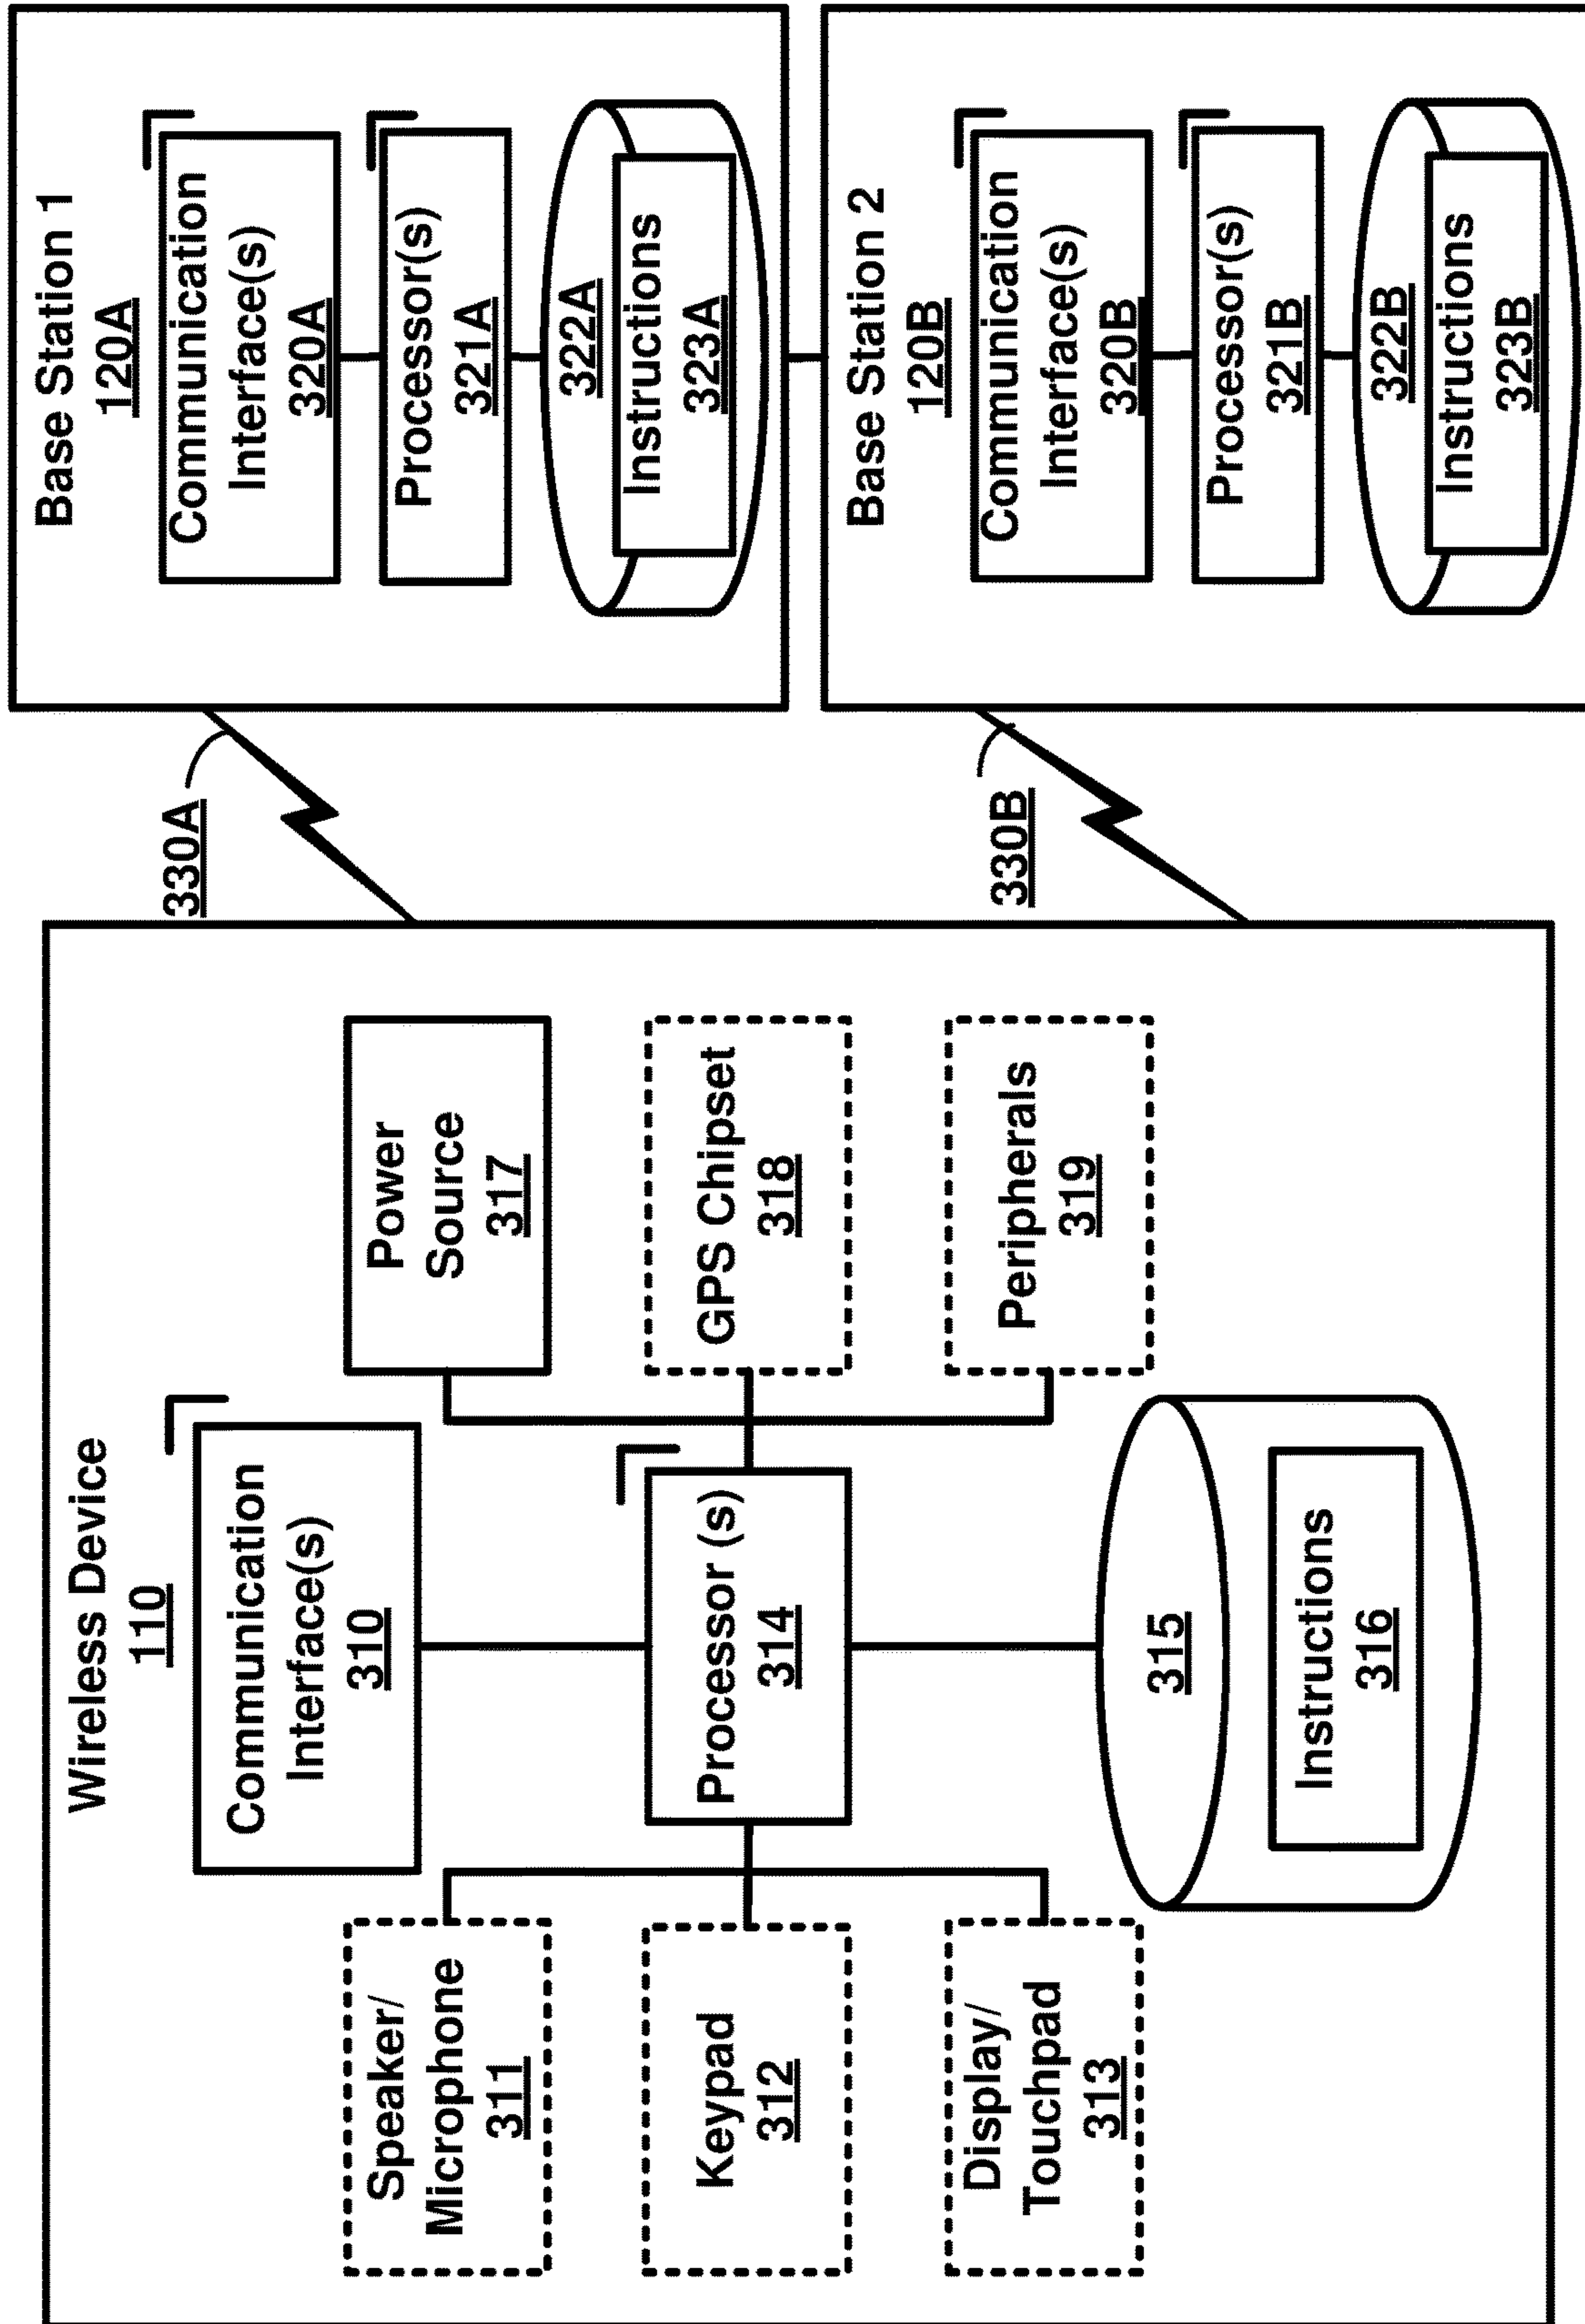 Wireless Device
110
Communication
Interface(s)
310
Speaker/
Microphone
311
Keypad
312
Display/
Touchpad
313
Processor (s)
314
315
Instructions
316
Power
Source
317
GPS Chipset
318
Peripherals
319
330A
330B
Base Station 1
120A
Communication
Interface(s)
320A
Processor(s)
321A
322A
Instructions
323A
Base Station 2
120B
Communication
Interface(s)
320B
Processor(s)
321B
322B
Instructions
323B